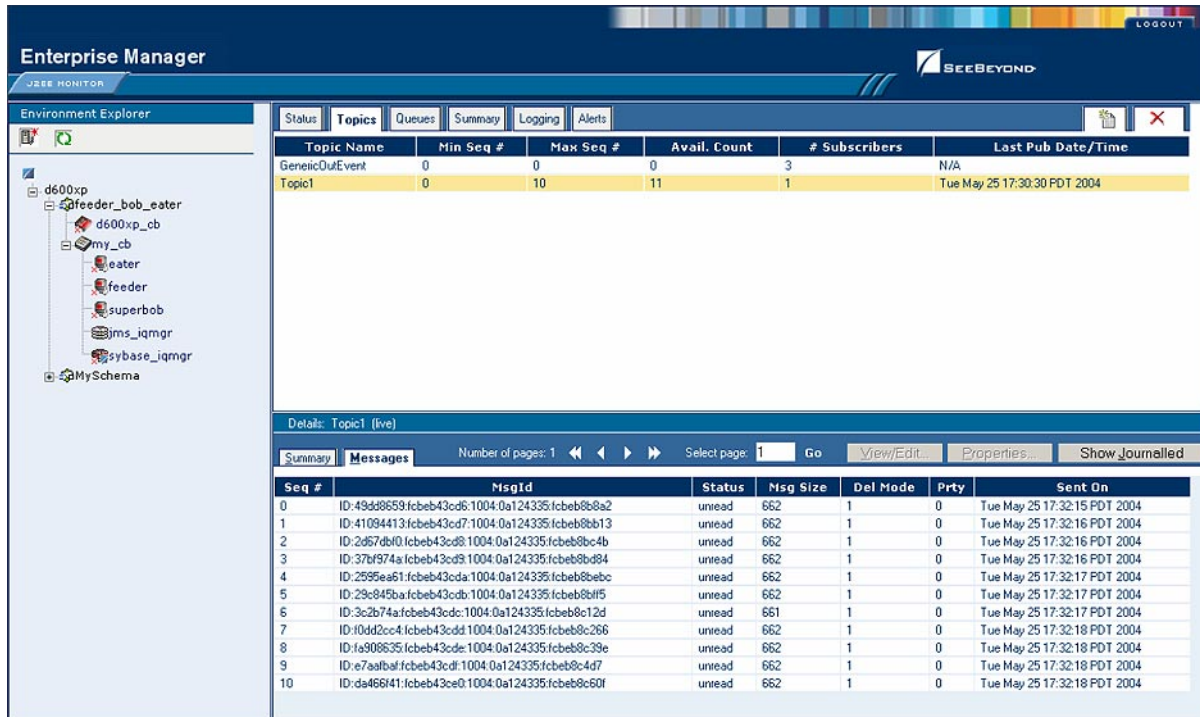 LOGOUT
Enterprise Manager
J2EE MONITOR
SEEBEYOND
Environment Explorer
d600xp
feeder_bob_eater
d600xp_cb
my_cb
eater
feeder
superbob
jms_iqmgr
sybase_iqmgr
MySchema
Status Topics Queues Summary Logging Alerts
Topic Name Min Seq # Max Seq # Avail. Count # Subscribers Last Pub Date/Time
GenericOutEvent 0 0 0 3 N/A
Topic1 0 10 11 1 Tue May 25 17:30:30 PDT 2004
Details: Topic1 (live)
Summary Messages Number of pages: 1 Select page: 1 Go View/Edit... Properties... Show Journalled
Seq # MsgId Status Msg Size Del Mode Prty Sent On
0 ID:49dd8659:fcbeb43cd6:1004:0a124335:fcbeb8b8a2 unread 662 1 0 Tue May 25 17:32:15 PDT 2004
1 ID:41094413:fcbeb43cd7:1004:0a124335:fcbeb8bb13 unread 662 1 0 Tue May 25 17:32:16 PDT 2004
2 ID:2d67dbf0:fcbeb43cd8:1004:0a124335:fcbeb8bc4b unread 662 1 0 Tue May 25 17:32:16 PDT 2004
3 ID:37bf974a:fcbeb43cd9:1004:0a124335:fcbeb8bd84 unread 662 1 0 Tue May 25 17:32:16 PDT 2004
4 ID:2595ea61:fcbeb43cda:1004:0a124335:fcbeb8bebc unread 662 1 0 Tue May 25 17:32:17 PDT 2004
5 ID:29c845ba:fcbeb43cdb:1004:0a124335:fcbeb8bff5 unread 662 1 0 Tue May 25 17:32:17 PDT 2004
6 ID:3c2b74a:fcbeb43cdc:1004:0a124335:fcbeb8c12d unread 661 1 0 Tue May 25 17:32:17 PDT 2004
7 ID:f0dd2cc4:fcbeb43cdd:1004:0a124335:fcbeb8c266 unread 662 1 0 Tue May 25 17:32:18 PDT 2004
8 ID:fa908635:fcbeb43cde:1004:0a124335:fcbeb8c39e unread 662 1 0 Tue May 25 17:32:18 PDT 2004
9 ID:e7aafbaf:fcbeb43cdf:1004:0a124335:fcbeb8c4d7 unread 662 1 0 Tue May 25 17:32:18 PDT 2004
10 ID:da466f41:fcbeb43ce0:1004:0a124335:fcbeb8c60f unread 662 1 0 Tue May 25 17:32:18 PDT 2004